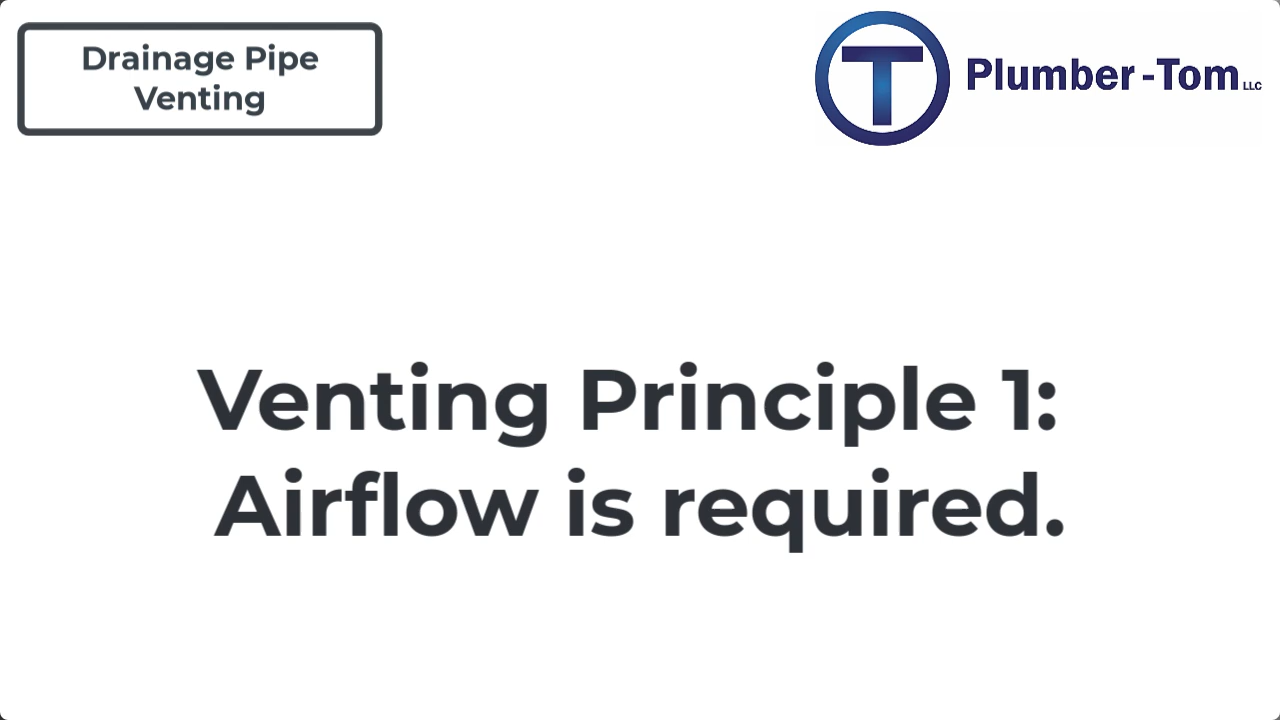 Drainage Pipe
Venting
T
Plumber-Tom LLC
Venting Principle 1:
Airflow is required.